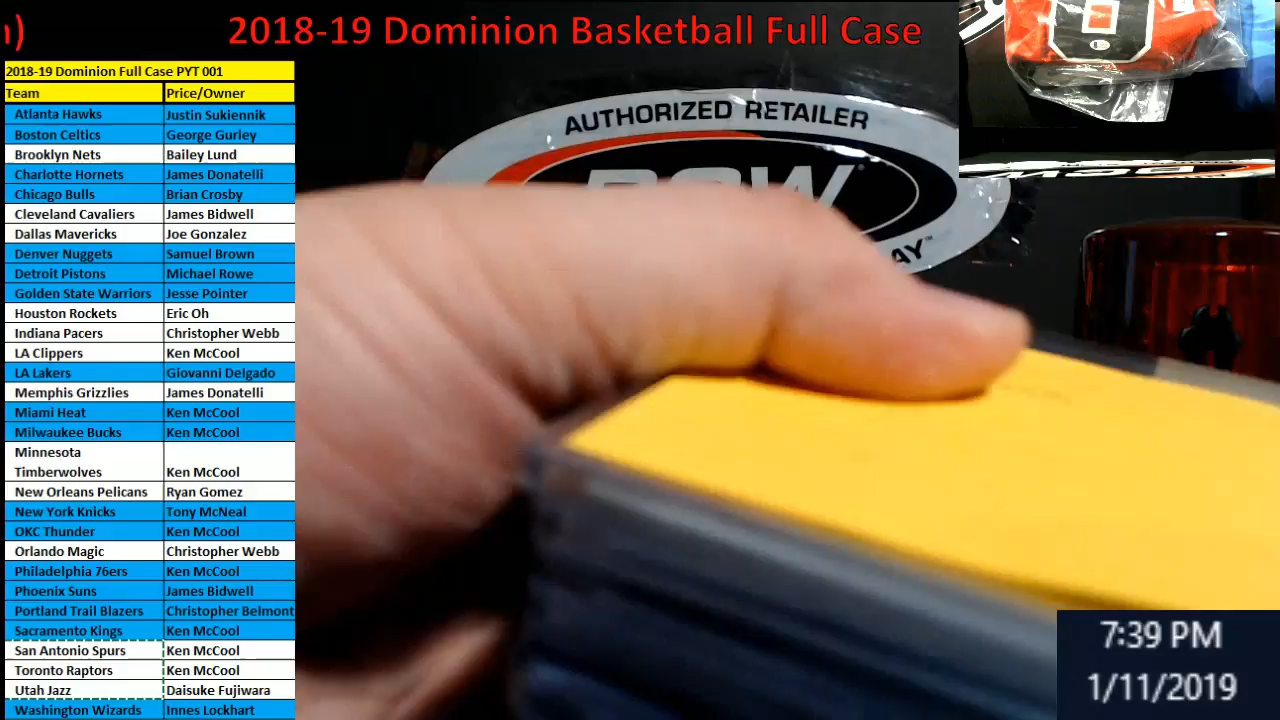 2018-19 Dominion Basketball Full Case
2018-19 Dominion Full Case PYT 001
Team Price/Owner
Atlanta Hawks Justin Sukiennik
Boston Celtics George Gurley
Brooklyn Nets Bailey Lund
Charlotte Hornets James Donatelli
Chicago Bulls Brian Crosby
Cleveland Cavaliers James Bidwell
Dallas Mavericks Joe Gonzalez
Denver Nuggets Samuel Brown
Detroit Pistons Michael Rowe
Golden State Warriors Jesse Pointer
Houston Rockets Eric Oh
Indiana Pacers Christopher Webb
LA Clippers Ken McCool
LA Lakers Giovanni Delgado
Memphis Grizzlies James Donatelli
Miami Heat Ken McCool
Milwaukee Bucks Ken McCool
Minnesota
Timberwolves Ken McCool
New Orleans Pelicans Ryan Gomez
New York Knicks Tony McNeal
OKC Thunder Ken McCool
Orlando Magic Christopher Webb
Philadelphia 76ers Ken McCool
Phoenix Suns James Bidwell
Portland Trail Blazers Christopher Belmont
Sacramento Kings Ken McCool
San Antonio Spurs Ken McCool
Toronto Raptors Ken McCool
Utah Jazz Daisuke Fujiwara
Washington Wizards Innes Lockhart
AUTHORIZED RETAILER
7:39 PM
1/11/2019